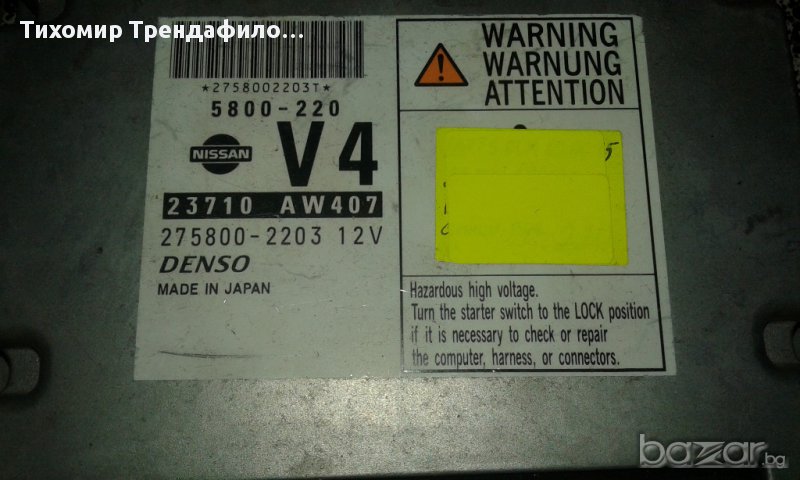 Тихомир Трендафило...
*2758002203T*
5800-220
NISSAN
V4
23710 AW407
275800-2203 12V
DENSO
MADE IN JAPAN
WARNING
WARNUNG
ATTENTION
5
Hazardous high voltage.
Turn the starter switch to the LOCK position
if it is necessary to check or repair
the computer, harness, or connectors.
bazar.bg